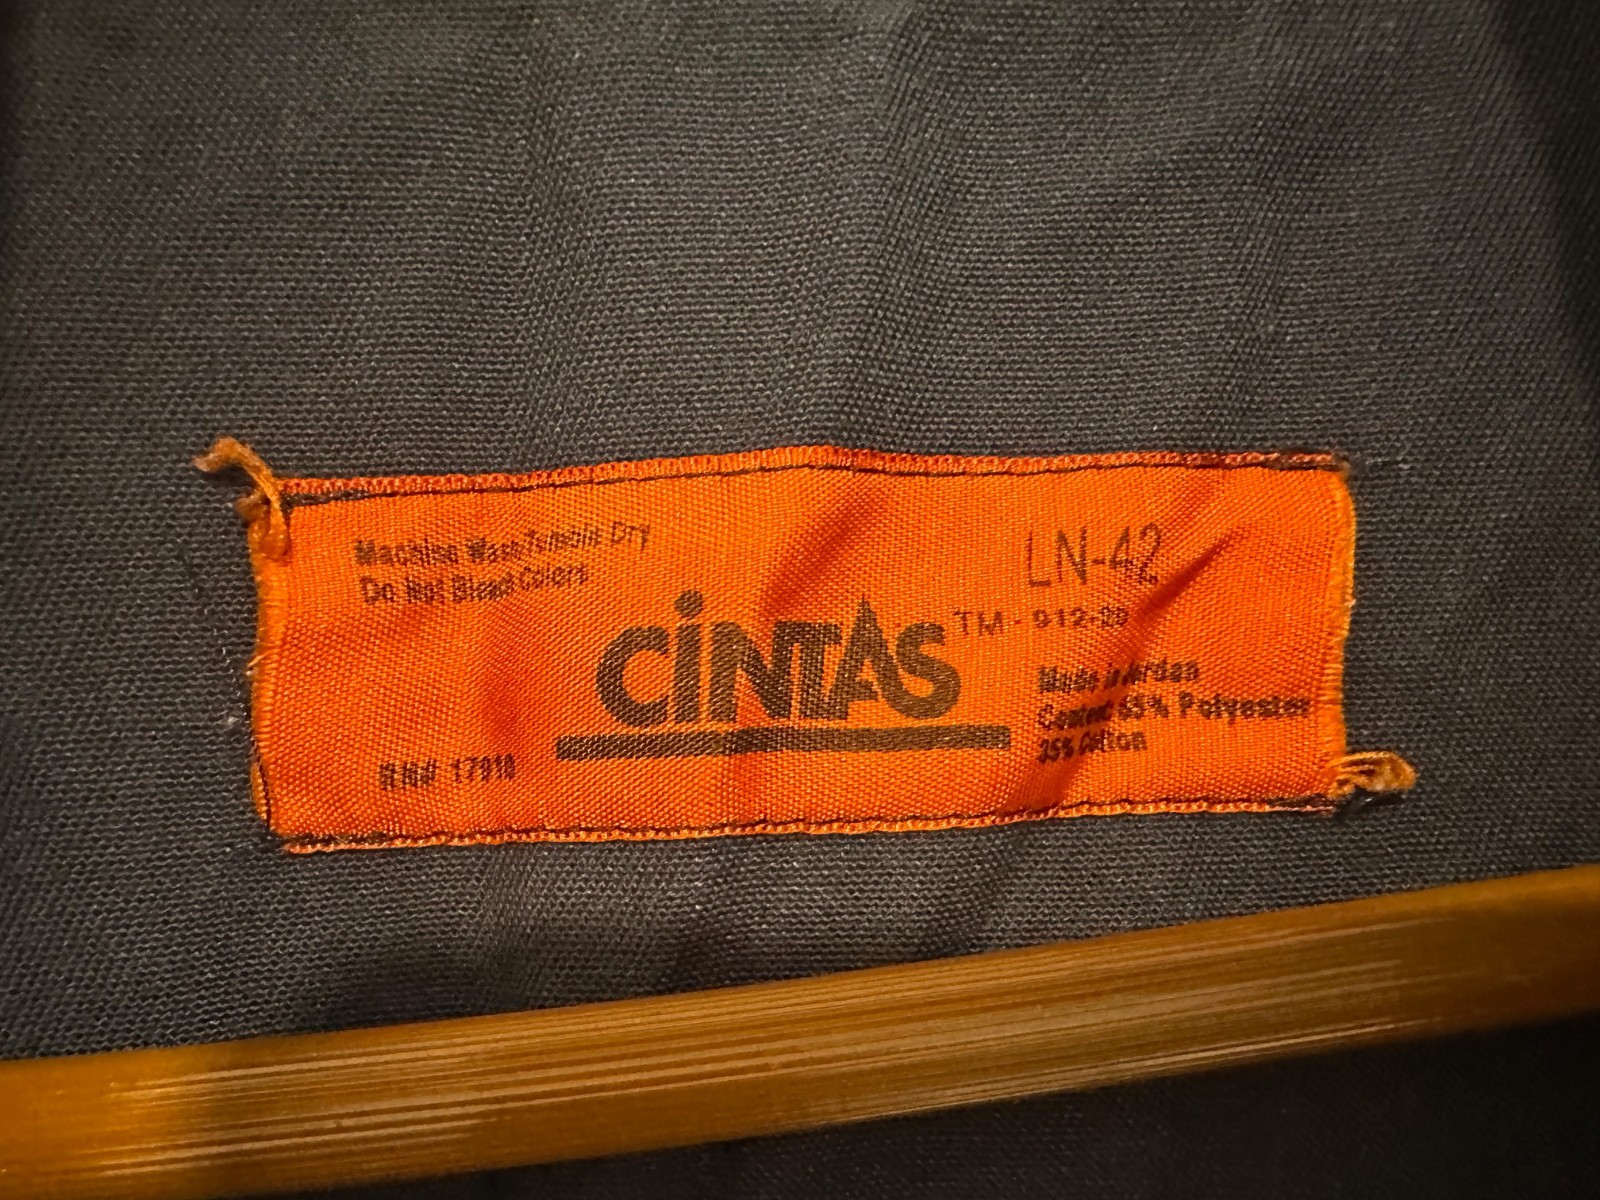 Machine Wash Tumble Dry
Do Not Bleach Colors
LN-42
CINTAS
TM - 912-20
Made in Jordan
Content 65% Polyester
35% Cotton
RN# 17910